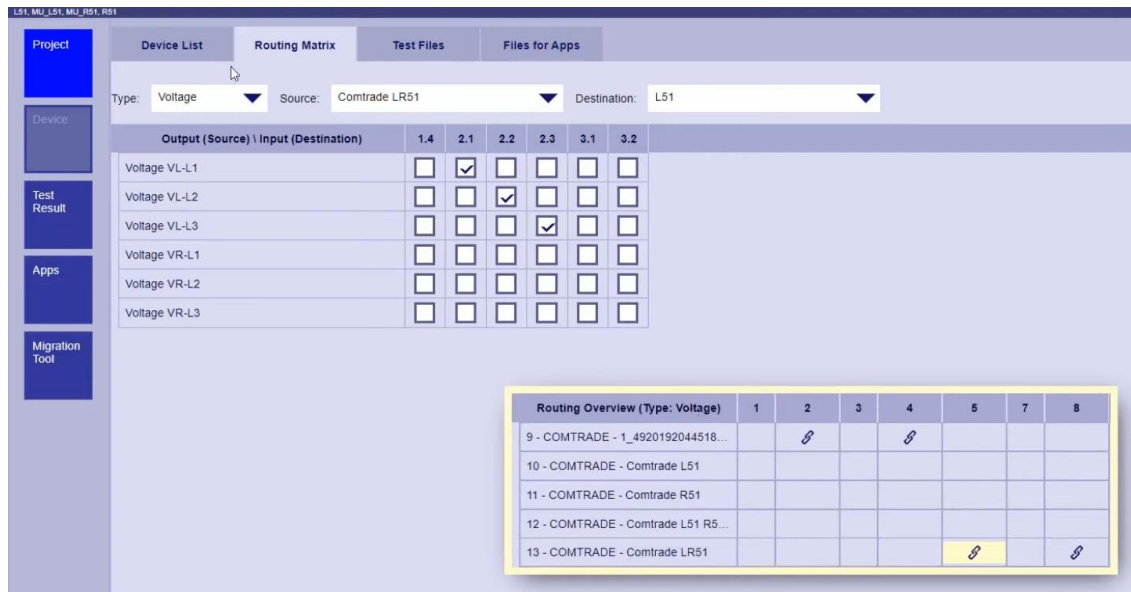 L51, MU_L51, MU_R51, R51
Project
Device List Routing Matrix Test Files Files for Apps
Type: Voltage Source: Comtrade LR51 Destination: L51
Device
Output (Source) \ Input (Destination) 1.4 2.1 2.2 2.3 3.1 3.2
Voltage VL-L1
Test
Result
Voltage VL-L2
Voltage VL-L3
Voltage VR-L1
Apps
Voltage VR-L2
Voltage VR-L3
Migration
Tool
Routing Overview (Type: Voltage) 1 2 3 4 5 7 8
9 - COMTRADE - 1_4920192044518...
10 - COMTRADE - Comtrade L51
11 - COMTRADE - Comtrade R51
12 - COMTRADE - Comtrade L51 R5...
13 - COMTRADE - Comtrade LR51